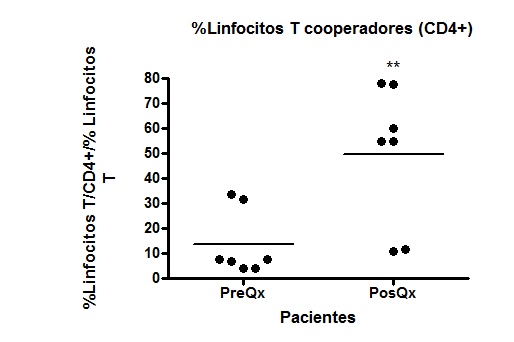 %Linfocitos T cooperadores (CD4+)
**
%Linfocitos T/CD4+/% Linfocitos
T
80
70
60
50
40
30
20
10
0
PreQx PosQx
Pacientes